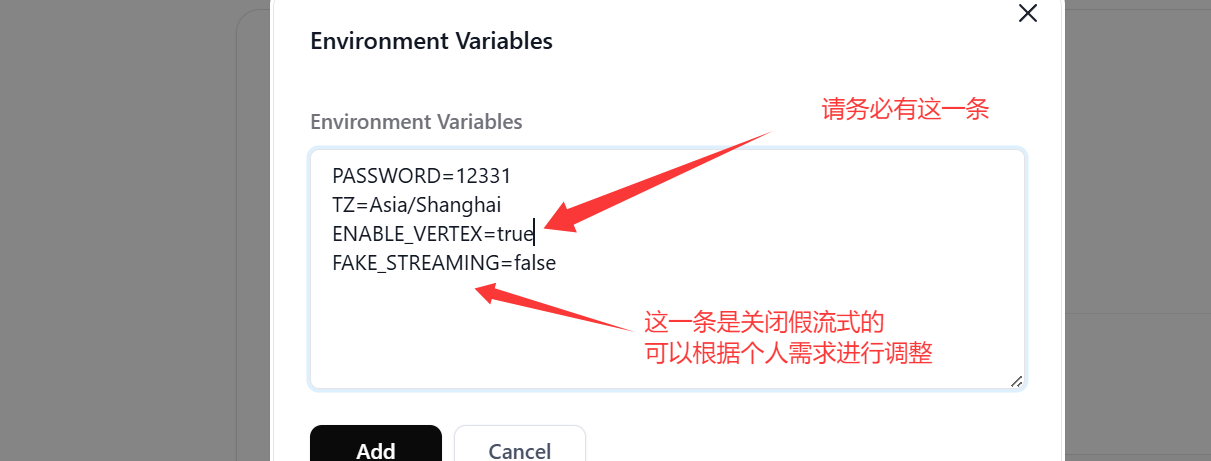 Environment Variables
请务必有这一条
Environment Variables
PASSWORD=12331
TZ=Asia/Shanghai
ENABLE_VERTEX=true
FAKE_STREAMING=false
这一条是关闭假流式的
可以根据个人需求进行调整
Add
Cancel